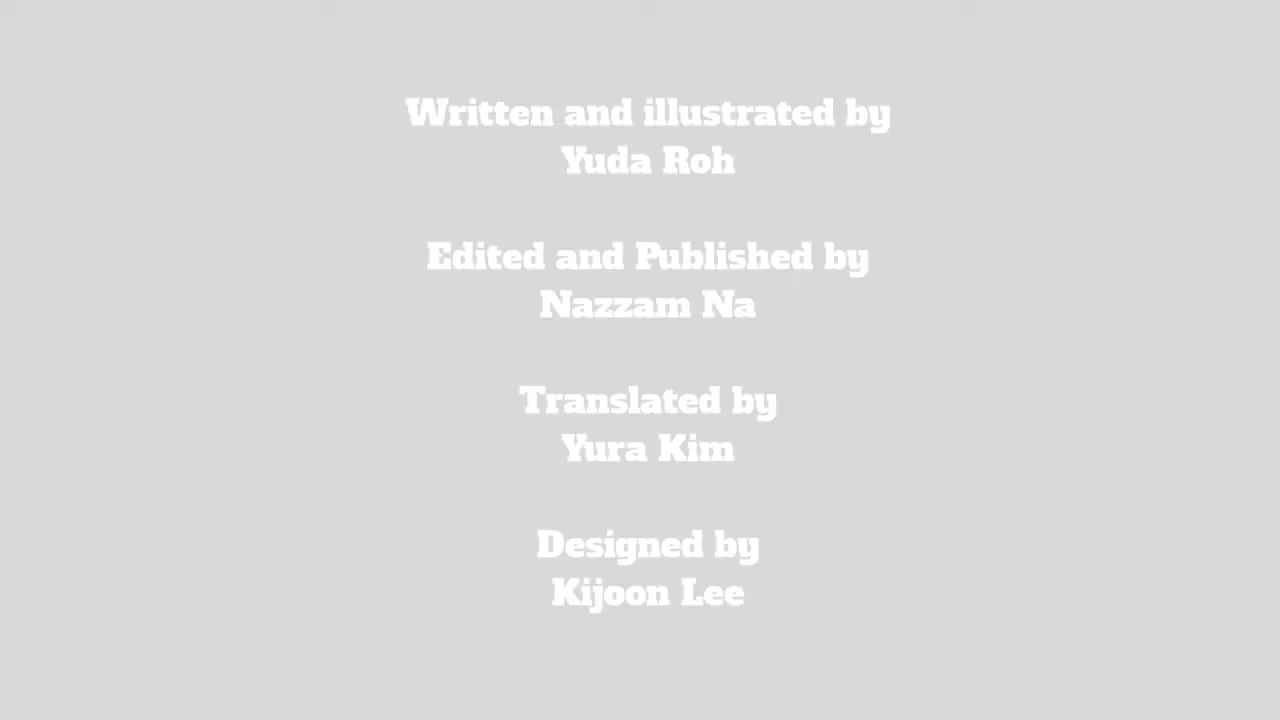 Written and illustrated by
Yuda Roh
Edited and Published by
Nazzam Na
Translated by
Yura Kim
Designed by
Kijoon Lee